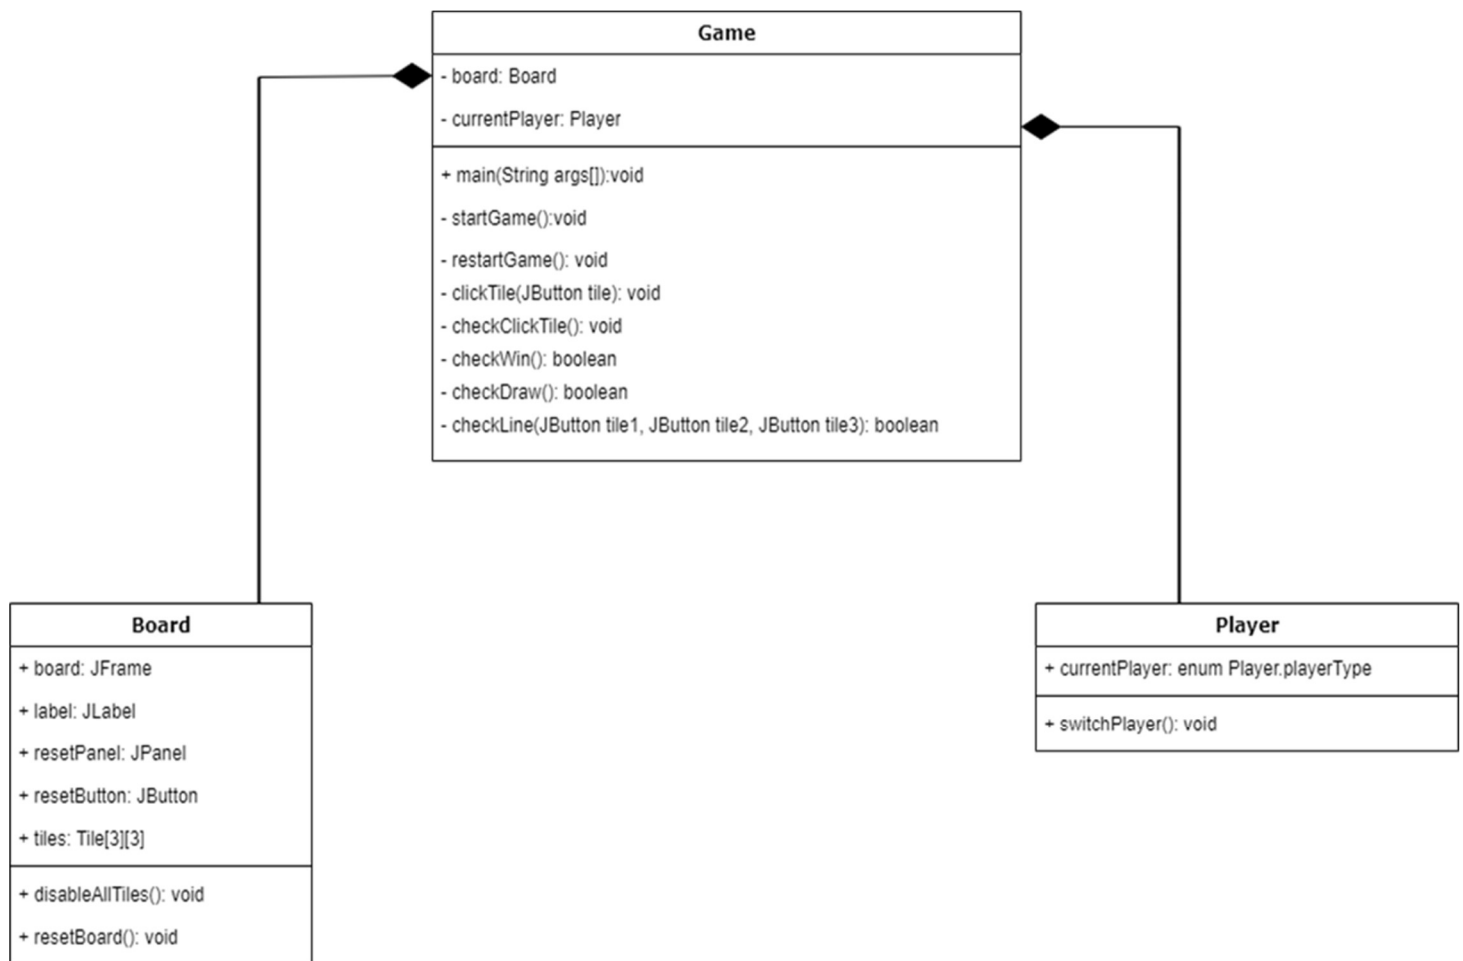 Game
- board: Board
- currentPlayer: Player
+ main(String args[]):void
- startGame():void
- restartGame(): void
- clickTile(JButton tile): void
- checkClickTile(): void
- checkWin(): boolean
- checkDraw(): boolean
- checkLine(JButton tile1, JButton tile2, JButton tile3): boolean
Board
+ board: JFrame
+ label: JLabel
+ resetPanel: JPanel
+ resetButton: JButton
+ tiles: Tile[3][3]
+ disableAllTiles(): void
+ resetBoard(): void
Player
+ currentPlayer: enum Player.playerType
+ switchPlayer(): void